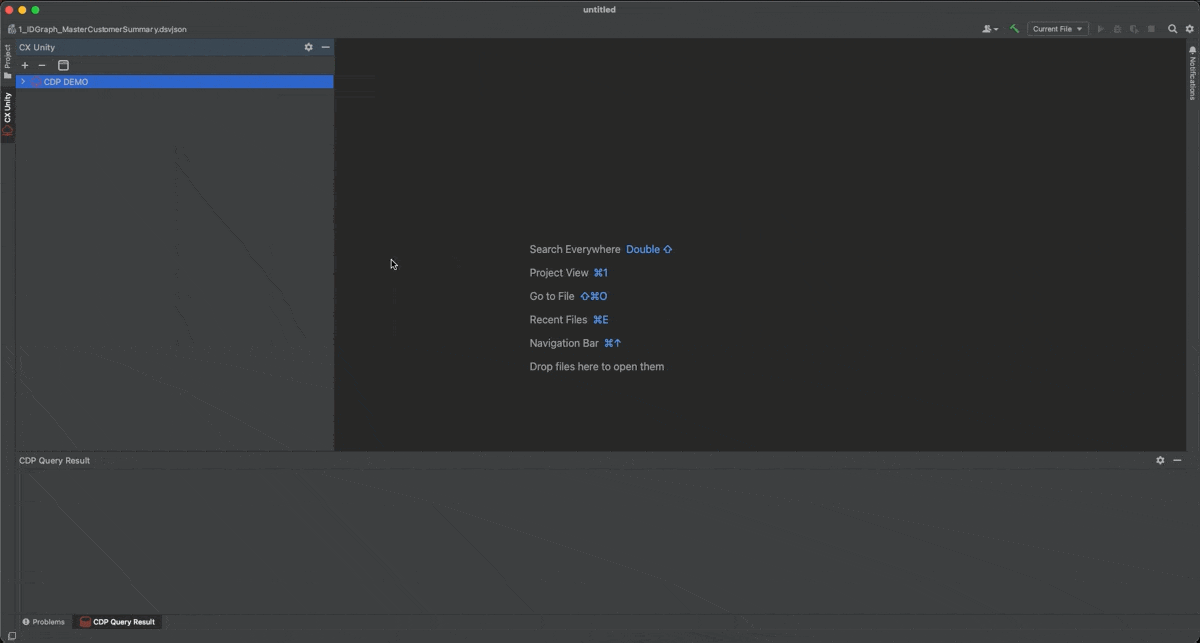 untitled
1_IDGraph_MasterCustomerSummary.dsvjson
Current File
Project
CX Unity
CX Unity
CDP DEMO
Notifications
Search Everywhere Double ⇧
Project View ⌘1
Go to File ⇧⌘O
Recent Files ⌘E
Navigation Bar ⌘↑
Drop files here to open them
CDP Query Result
Problems
CDP Query Result